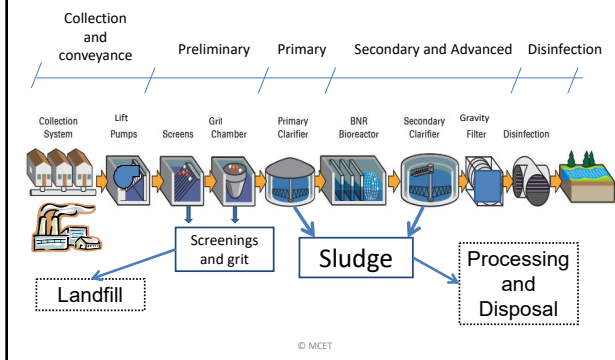 Collection
and
conveyance
Preliminary
Primary
Secondary and Advanced
Disinfection
Collection
System
Lift
Pumps
Screens
Grit
Chamber
Primary
Clarifier
BNR
Bioreactor
Secondary
Clarifier
Gravity
Filter
Disinfection
Screenings
and grit
Sludge
Processing
and
Disposal
Landfill
© MCET